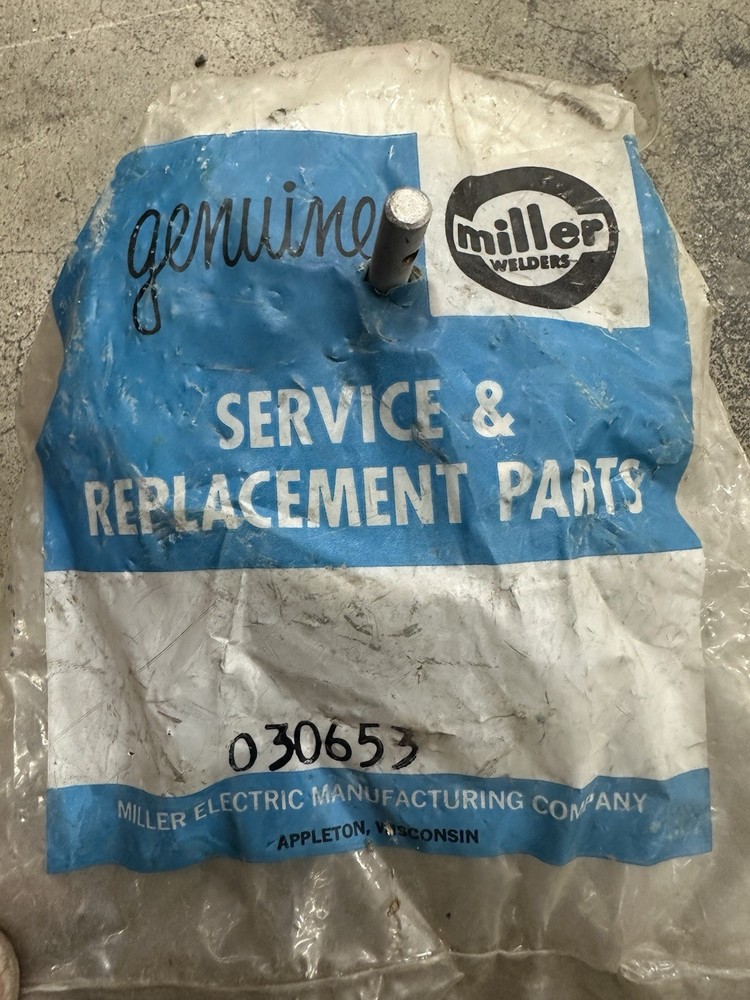 genuine
miller
WELDERS
SERVICE &
REPLACEMENT PARTS
030653
MILLER ELECTRIC MANUFACTURING COMPANY
APPLETON, WISCONSIN